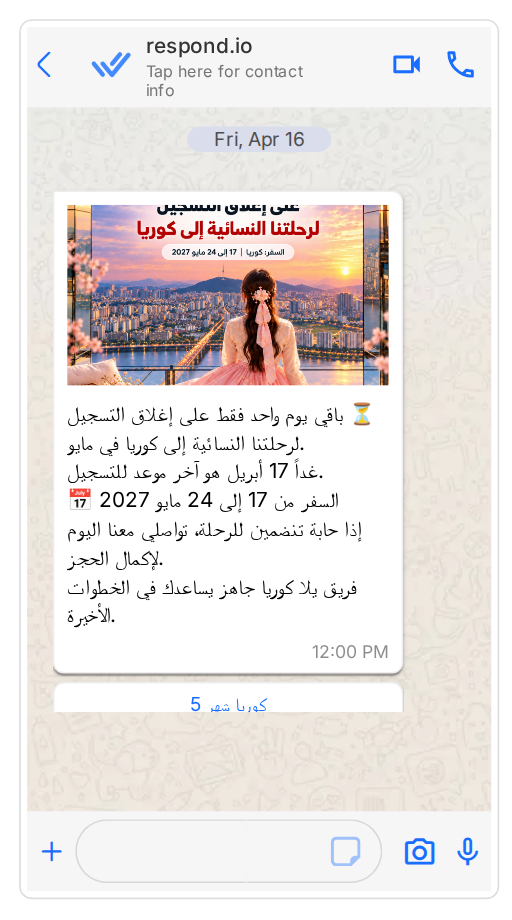 respond.io
Tap here for contact
info
Fri, Apr 16
على إغلاق التسجيل
لرحلتنا النسائية إلى كوريا
السفر: كوريا | 17 إلى 24 مايو 2027
باقي يوم واحد فقط على إغلاق التسجيل ⏳
لرحلتنا النسائية إلى كوريا في مايو.
غداً 17 أبريل هو آخر موعد للتسجيل.
📅 السفر من 17 إلى 24 مايو 2027
إذا حابة تنضمين للرحلة، تواصلي معنا اليوم
لإكمال الحجز.
فريق يلا كوريا جاهز يساعدك في الخطوات
الأخيرة.
12:00 PM
كوريا شهر 5